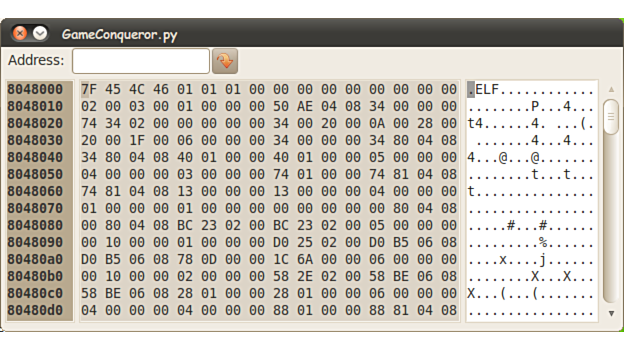 GameConqueror.py
Address:
8048000 7F 45 4C 46 01 01 01 00 00 00 00 00 00 00 00 00 .ELF............
8048010 02 00 03 00 01 00 00 00 50 AE 04 08 34 00 00 00 ........P...4...
8048020 74 34 02 00 00 00 00 00 34 00 20 00 0A 00 28 00 t4......4. ...(.
8048030 20 00 1F 00 06 00 00 00 34 00 00 00 34 80 04 08  .......4...4...
8048040 34 80 04 08 40 01 00 00 40 01 00 00 05 00 00 00 4...@...@.......
8048050 04 00 00 00 03 00 00 00 74 01 00 00 74 81 04 08 ........t...t...
8048060 74 81 04 08 13 00 00 00 13 00 00 00 04 00 00 00 t...............
8048070 01 00 00 00 01 00 00 00 00 00 00 00 00 80 04 08 ................
8048080 00 80 04 08 BC 23 02 00 BC 23 02 00 05 00 00 00 .....#...#......
8048090 00 10 00 00 01 00 00 00 D0 25 02 00 D0 B5 06 08 .........%......
80480a0 D0 B5 06 08 78 0D 00 00 1C 6A 00 00 06 00 00 00 ....x....j......
80480b0 00 10 00 00 02 00 00 00 58 2E 02 00 58 BE 06 08 ........X...X...
80480c0 58 BE 06 08 28 01 00 00 28 01 00 00 06 00 00 00 X...(...(.......
80480d0 04 00 00 00 04 00 00 00 88 01 00 00 88 81 04 08 ................